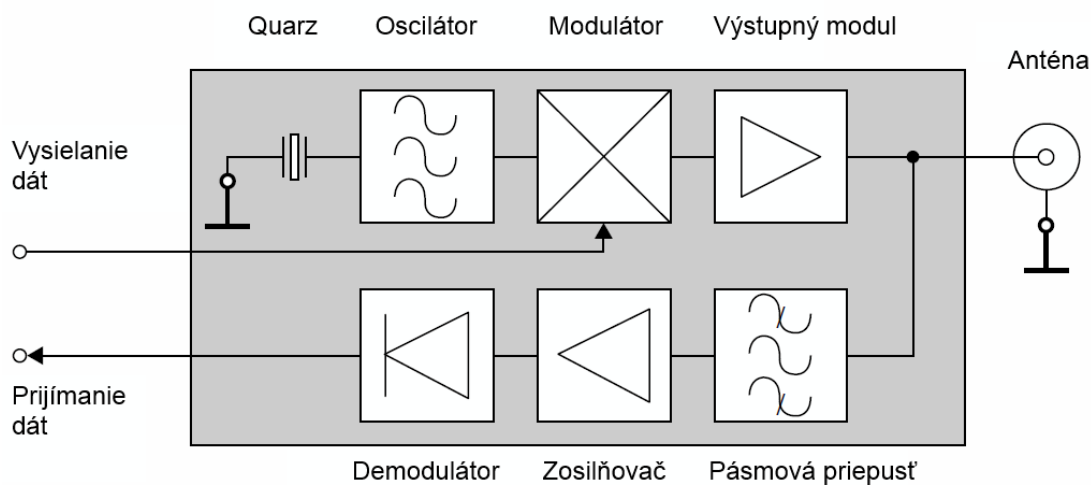 Quarz
Oscilátor
Modulátor
Výstupný modul
Anténa
Vysielanie
dát
Prijímanie
dát
Demodulátor
Zosilňovač
Pásmová priepusť